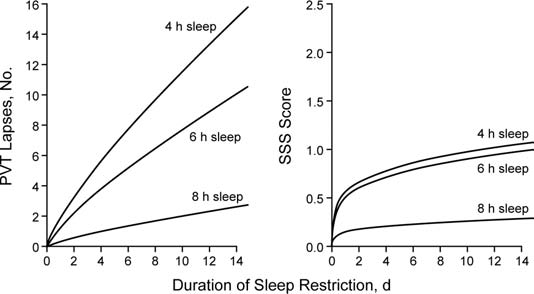 16
14
12
10
8
6
4
2
0
PVT Lapses, No.
4 h sleep
6 h sleep
8 h sleep
0 2 4 6 8 10 12 14
2.5
2.0
1.5
1.0
0.5
0.0
SSS Score
4 h sleep
6 h sleep
8 h sleep
0 2 4 6 8 10 12 14
Duration of Sleep Restriction, d